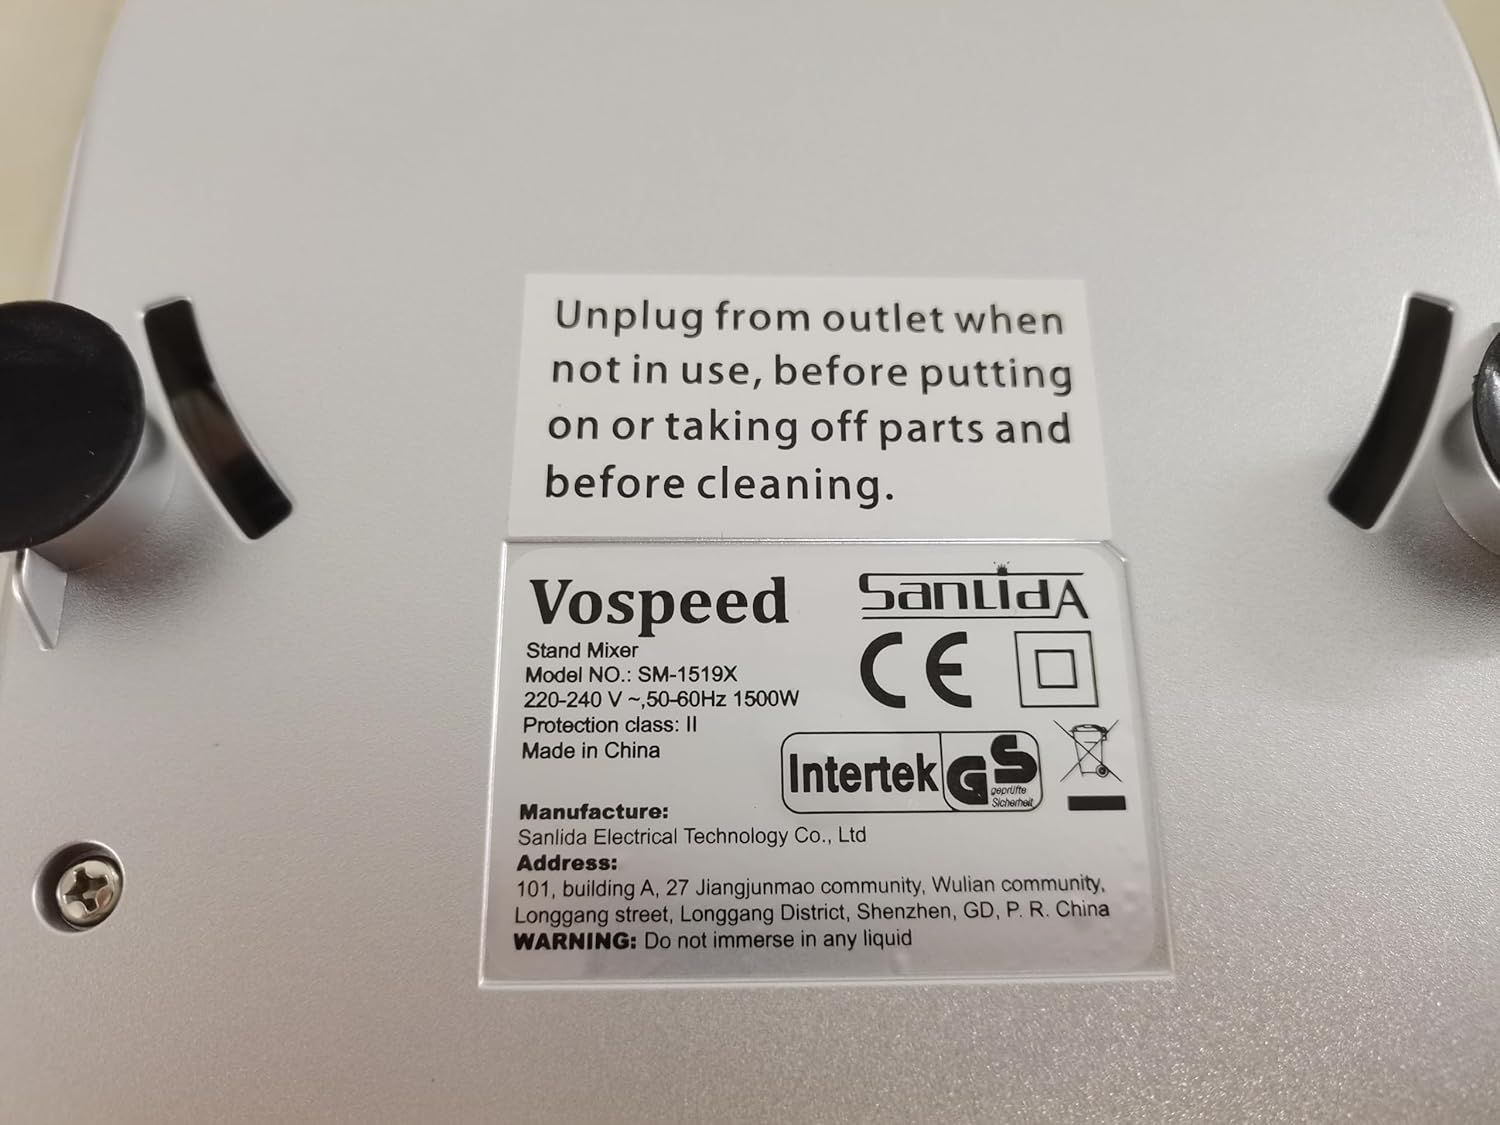 Unplug from outlet when
not in use, before putting
on or taking off parts and
before cleaning.
Vospeed
SanlidA
Stand Mixer
Model NO.: SM-1519X
220-240 V ~,50-60Hz 1500W
Protection class: II
Made in China
CE
Intertek
GS
geprüfte
Sicherheit
Manufacture:
Sanlida Electrical Technology Co., Ltd
Address:
101, building A, 27 Jiangjunmao community, Wulian community,
Longgang street, Longgang District, Shenzhen, GD, P. R. China
WARNING: Do not immerse in any liquid